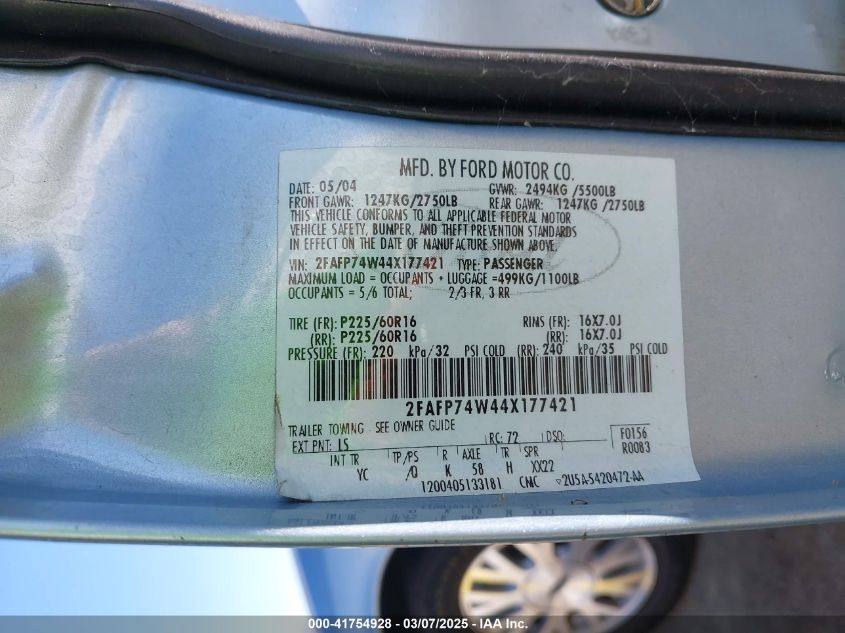 MFD. BY FORD MOTOR CO.
DATE: 05/04 GVWR: 2494KG /5500LB
FRONT GAWR: 1247KG/2750LB REAR GAWR: 1247KG /2750LB
THIS VEHICLE CONFORMS TO ALL APPLICABLE FEDERAL MOTOR
VEHICLE SAFETY, BUMPER, AND THEFT PREVENTION STANDARDS
IN EFFECT ON THE DATE OF MANUFACTURE SHOWN ABOVE.
VIN: 2FAFP74W44X177421 TYPE: PASSENGER
MAXIMUM LOAD = OCCUPANTS + LUGGAGE =499KG/1100LB
OCCUPANTS = 5/6 TOTAL; 2/3 FR, 3 RR
TIRE (FR): P225/60R16 RIMS (FR): 16X7.0J
(RR): P225/60R16 (RR): 16X7.0J
PRESSURE (FR): 220 kPa/32 PSI COLD (RR): 240 kPa/35 PSI COLD
2FAFP74W44X177421
TRAILER TOWING - SEE OWNER GUIDE
EXT PNT: LS RC: 72 DSO: F0156
R0083
INT TR TP/PS R AXLE TR SPR
YC /Q K 5B H XX22
1200405133181 CNC 2U5A-5420472-AA
000-41754928 - 03/07/2025 - IAA Inc.